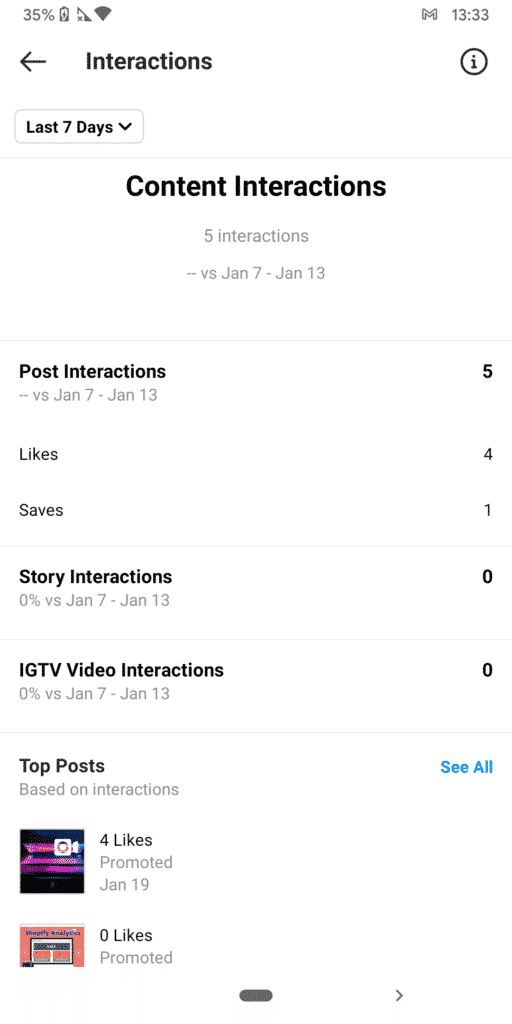 35% 13:33
Interactions
Last 7 Days
Content Interactions
5 interactions
-- vs Jan 7 - Jan 13
Post Interactions 5
-- vs Jan 7 - Jan 13
Likes 4
Saves 1
Story Interactions 0
0% vs Jan 7 - Jan 13
IGTV Video Interactions 0
0% vs Jan 7 - Jan 13
Top Posts See All
Based on interactions
4 Likes
Promoted
Jan 19
Shopify Analytics
0 Likes
Promoted